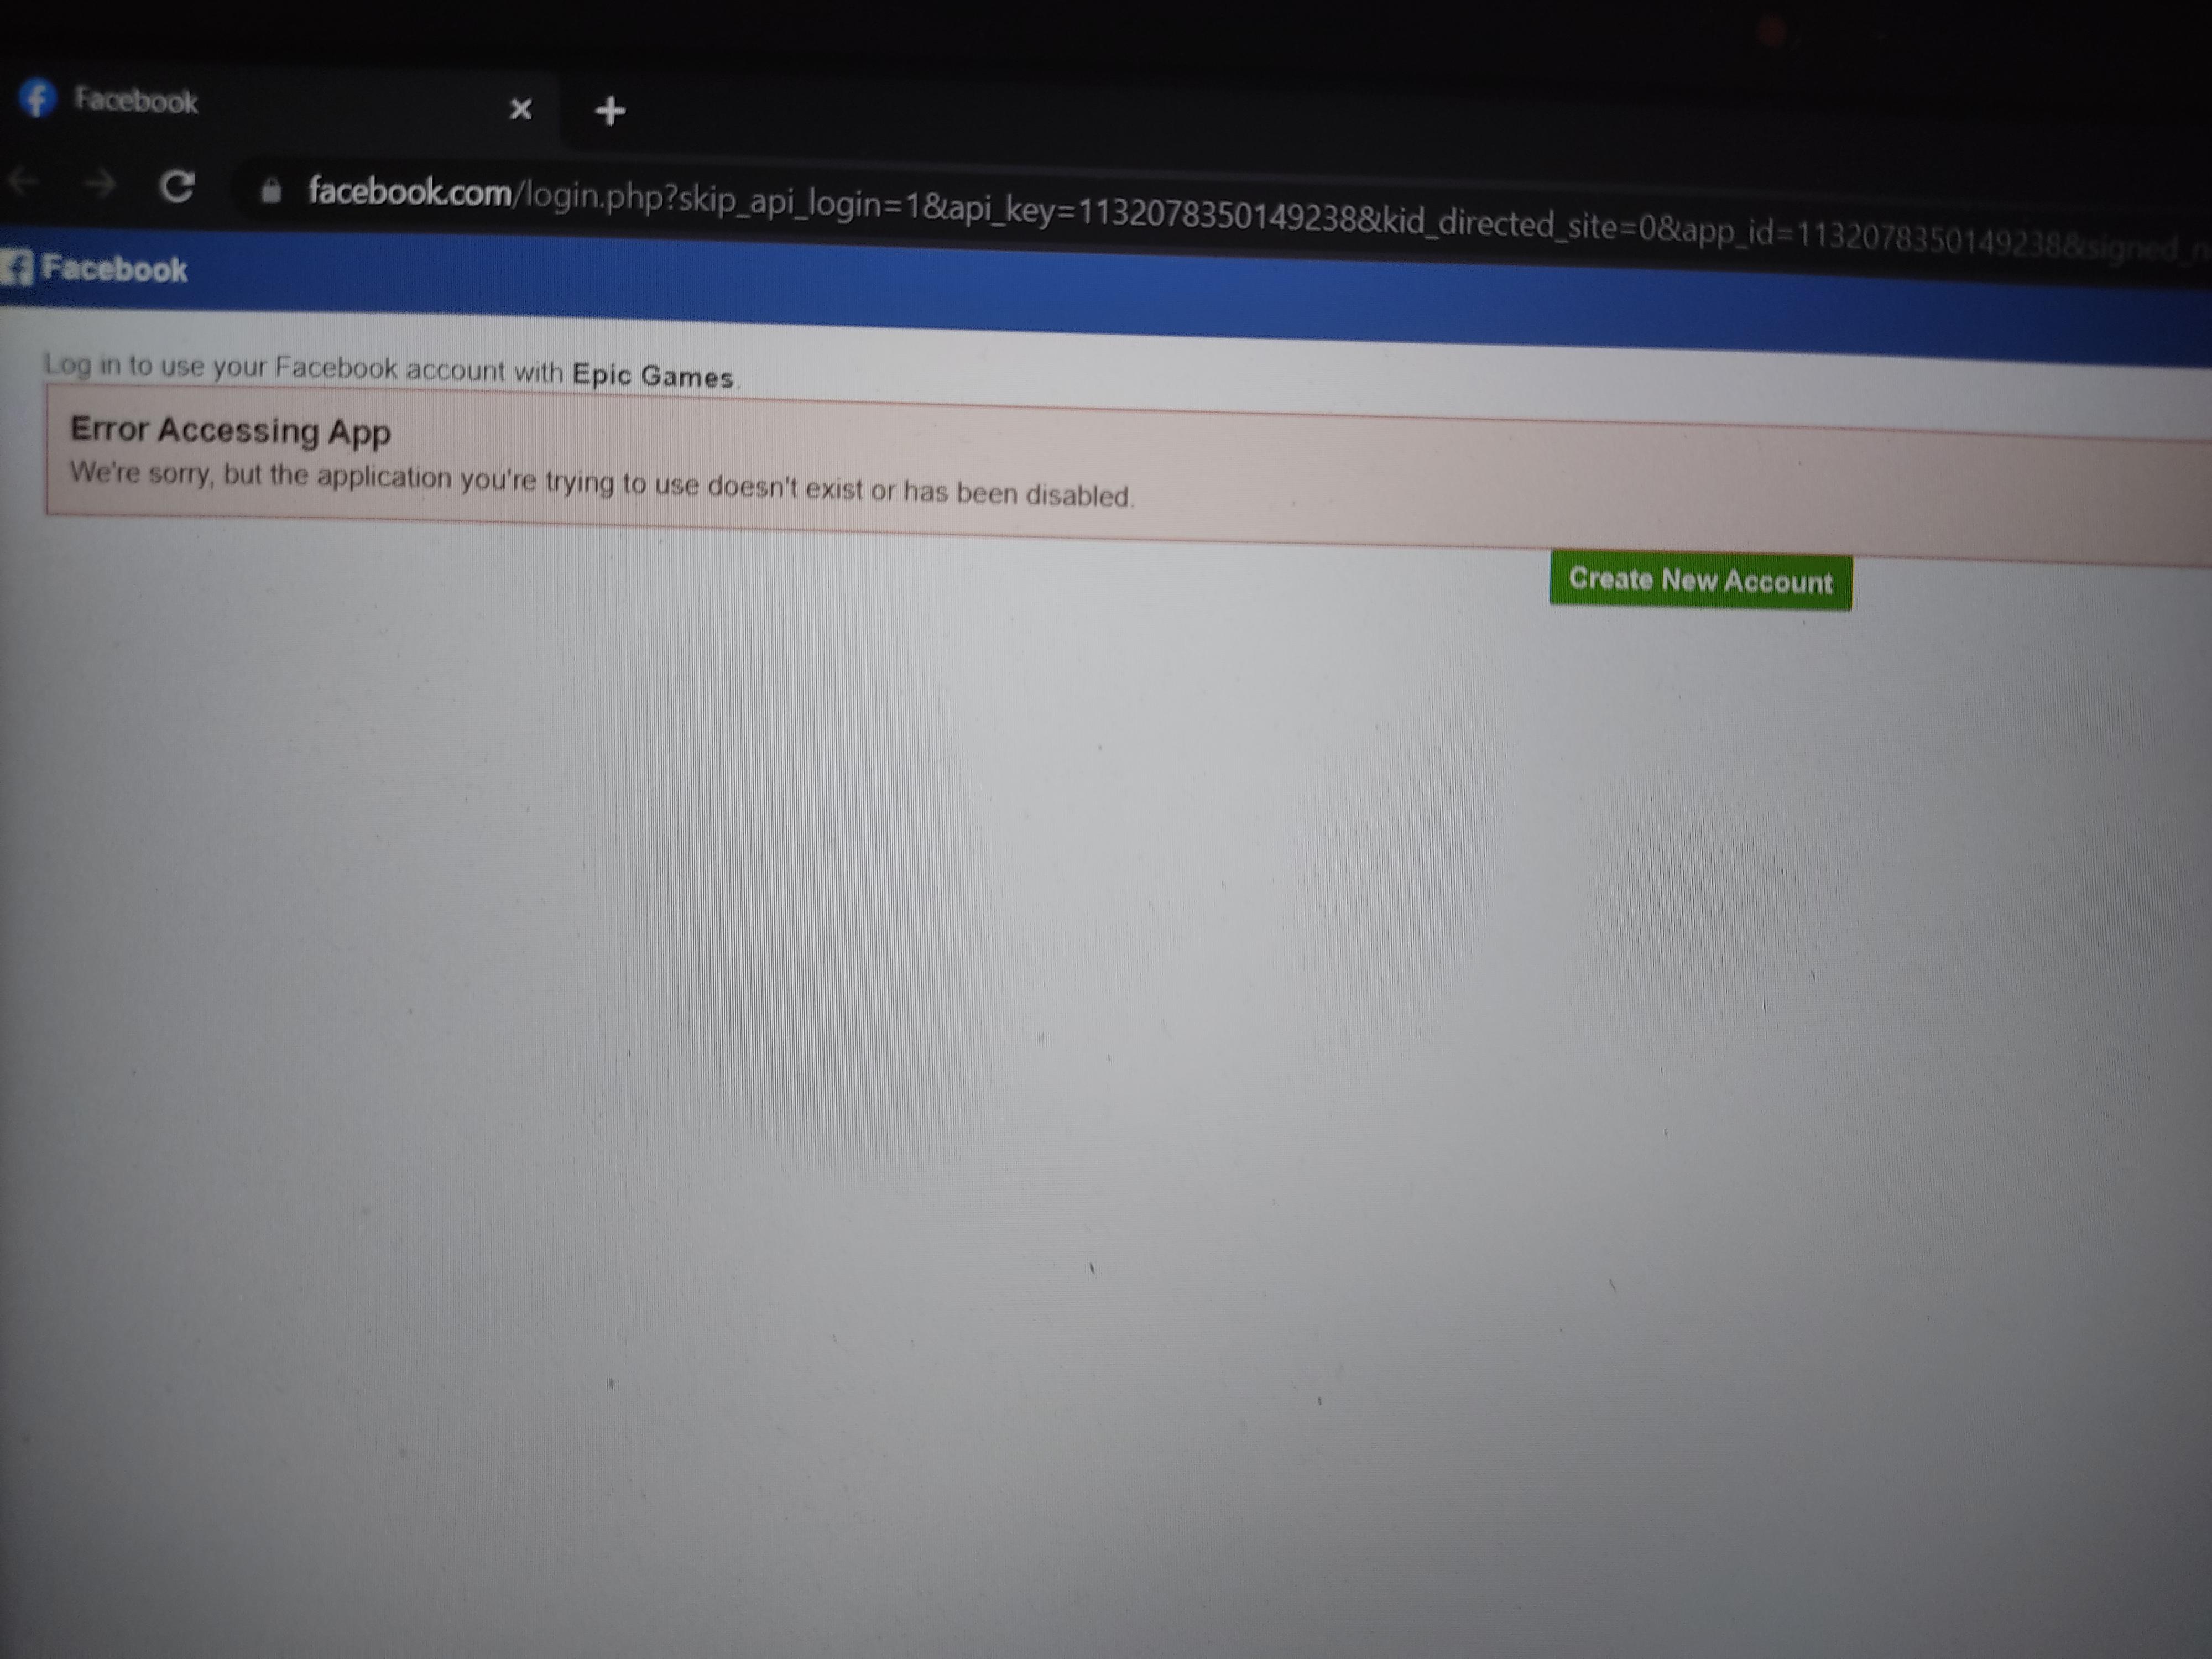 Facebook
facebook.com/login.php?skip_api_login=1&api_key=1132078350149238&kid_directed_site=0&app_id=1132078350149238&signed_n
Facebook
Log in to use your Facebook account with Epic Games.
Error Accessing App
We're sorry, but the application you're trying to use doesn't exist or has been disabled.
Create New Account